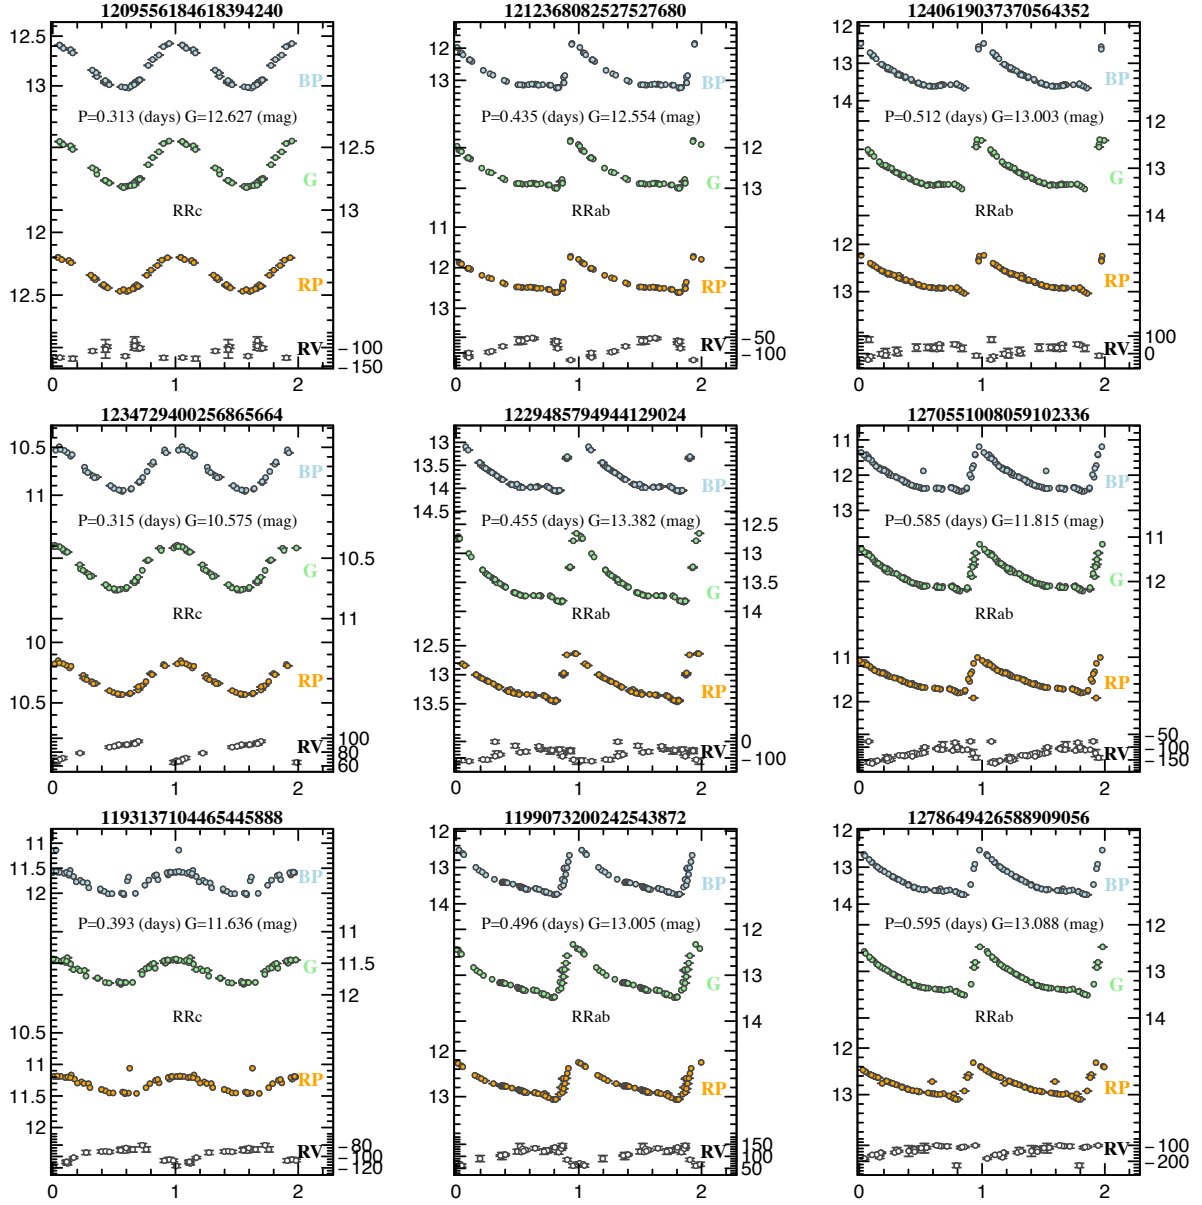 1209556184618394240
12.5
13.0
BP
P=0.313 (days) G=12.627 (mag)
12.5
G
13
RRc
12
12.5
RP
RV
−100
−150
0 1 2
1212368082527527680
12
13
BP
P=0.435 (days) G=12.554 (mag)
12
G
13
RRab
11
12
13
RP
RV
−50
−100
0 1 2
1240619037370564352
12
13
14
BP
P=0.512 (days) G=13.003 (mag)
12
13
G
14
RRab
12
13
RP
RV
100
0
0 1 2
1234729400256865664
10.5
11
BP
P=0.315 (days) G=10.575 (mag)
10.5
G
11
RRc
10
10.5
RP
RV
100
80
60
0 1 2
1229485794944129024
13
13.5
14
14.5
BP
P=0.455 (days) G=13.382 (mag)
12.5
13
13.5
G
14
RRab
12.5
13
13.5
RP
RV
0
−100
0 1 2
1270551008059102336
11
12
13
BP
P=0.585 (days) G=11.815 (mag)
11
G
12
RRab
11
12
RP
RV
−50
−100
−150
0 1 2
1193137104465445888
11
12
BP
P=0.393 (days) G=11.636 (mag)
11
11.5
G
12
RRc
10.5
11
11.5
12
RP
RV
−80
−100
−120
0 1 2
1199073200242543872
12
13
14
BP
P=0.496 (days) G=13.005 (mag)
12
13
G
14
RRab
12
13
RP
RV
150
100
50
0 1 2
1278649426588909056
12
13
14
BP
P=0.595 (days) G=13.088 (mag)
12
13
G
14
RRab
12
13
RP
RV
−100
−200
0 1 2